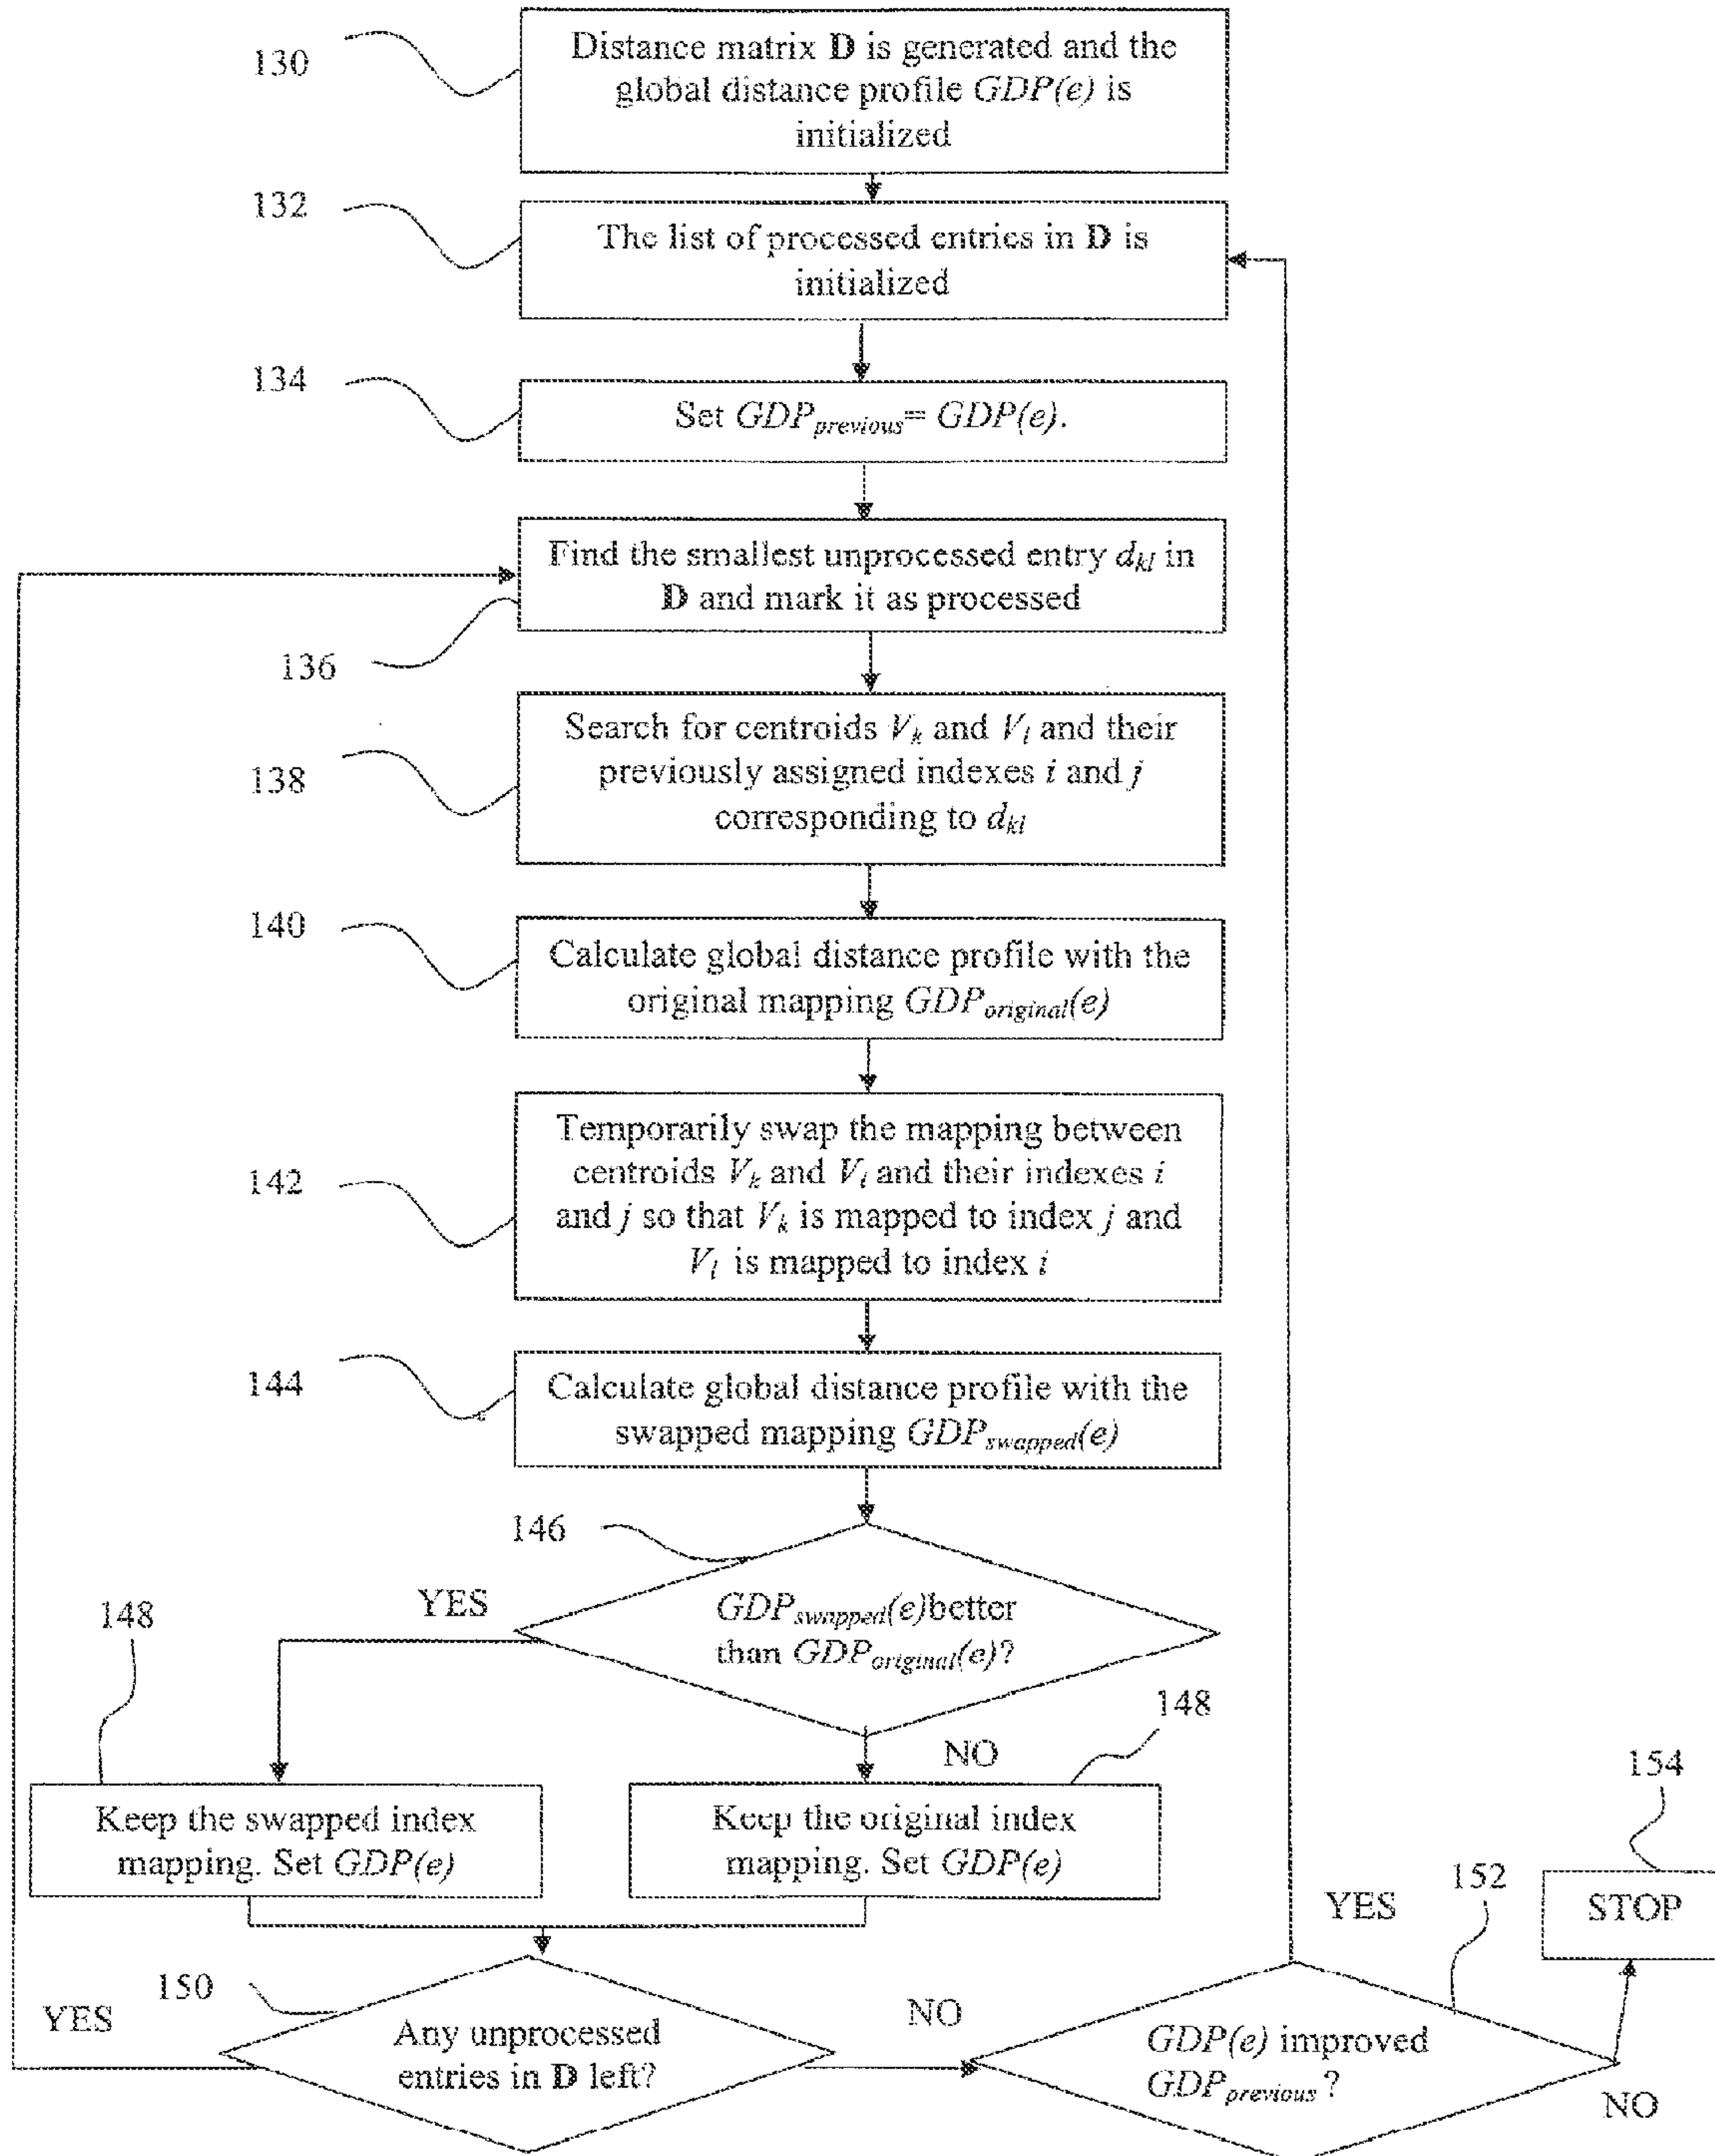 130
Distance matrix D is generated and the
global distance profile GDP(e) is
initialized
132
The list of processed entries in D is
initialized
134
Set GDPprevious= GDP(e).
Find the smallest unprocessed entry dkl in
D and mark it as processed
136
138
Search for centroids Vk and Vl and their
previously assigned indexes i and j
corresponding to dkl
140
Calculate global distance profile with the
original mapping GDPoriginal(e)
142
Temporarily swap the mapping between
centroids Vk and Vl and their indexes i
and j so that Vk is mapped to index j and
Vl is mapped to index i
144
Calculate global distance profile with the
swapped mapping GDPswapped(e)
146
YES
GDPswapped(e)better
than GDPoriginal(e)?
148
148
NO
Keep the swapped index
mapping. Set GDP(e)
Keep the original index
mapping. Set GDP(e)
154
STOP
152
YES
150
YES
Any unprocessed
entries in D left?
NO
GDP(e) improved
GDPprevious ?
NO